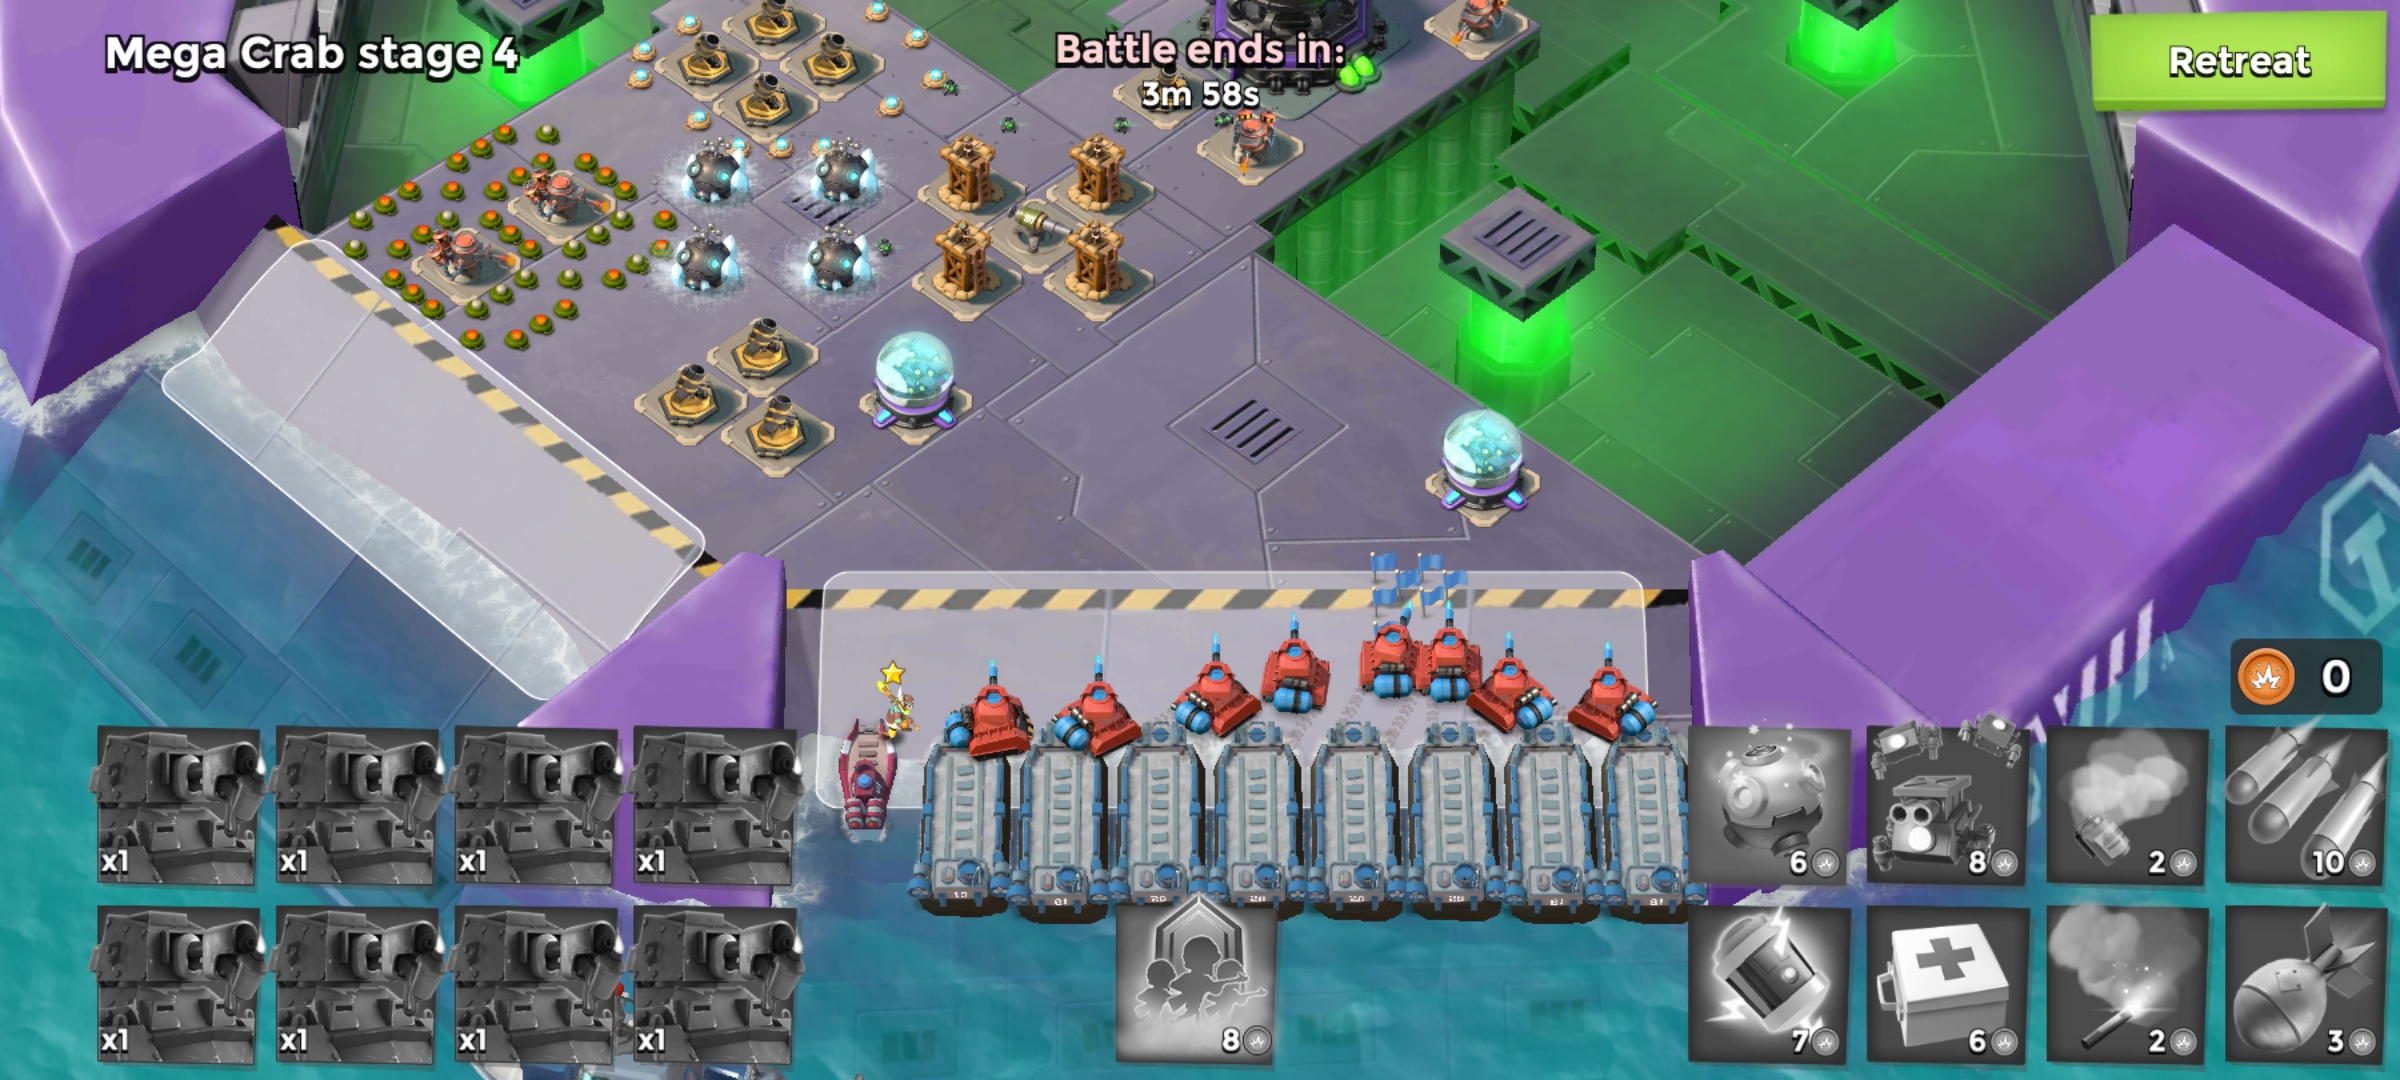 Mega Crab stage 4
Battle ends in:
3m 58s
Retreat
0
x1
x1
x1
x1
6
8
2
10
x1
x1
x1
x1
8
7
6
2
3